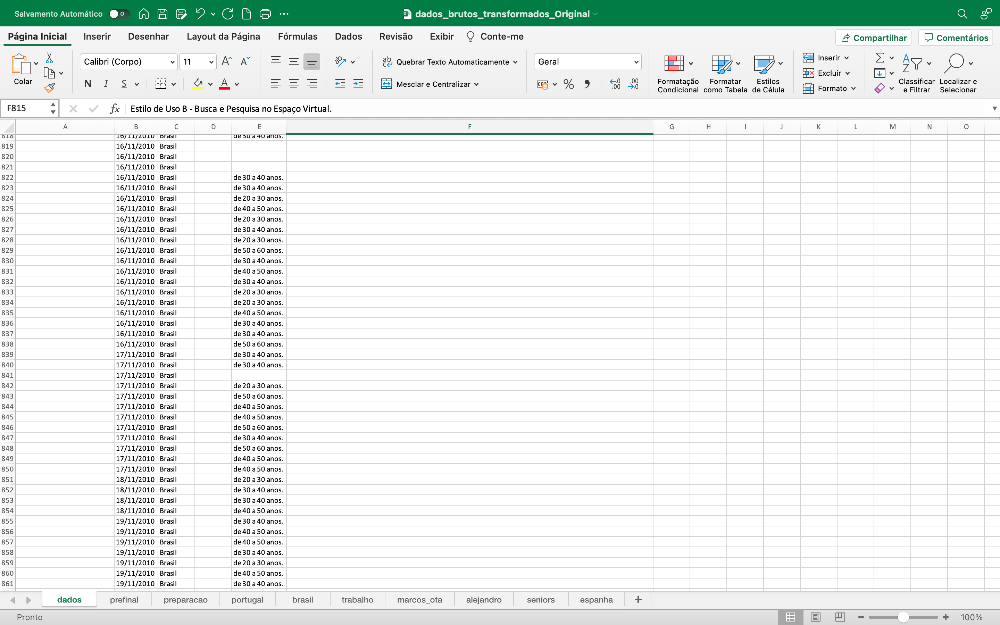 Salvamento Automático
dados_brutos_transformados_Original
Página Inicial Inserir Desenhar Layout da Página Fórmulas Dados Revisão Exibir Conte-me Compartilhar Comentários
Colar
Calibri (Corpo) 11
N I S
Quebrar Texto Automaticamente
Mesclar e Centralizar
Geral
Formatação Condicional
Formatar como Tabela
Estilos de Célula
Inserir
Excluir
Formato
Classificar e Filtrar
Localizar e Selecionar
F815 fx Estilo de Uso B - Busca e Pesquisa no Espaço Virtual.
A B C D E F G H I J K L M N O
818 16/11/2010 Brasil de 30 a 40 anos.
819 16/11/2010 Brasil
820 16/11/2010 Brasil
821 16/11/2010 Brasil
822 16/11/2010 Brasil de 30 a 40 anos.
823 16/11/2010 Brasil de 30 a 40 anos.
824 16/11/2010 Brasil de 20 a 30 anos.
825 16/11/2010 Brasil de 40 a 50 anos.
826 16/11/2010 Brasil de 20 a 30 anos.
827 16/11/2010 Brasil de 30 a 40 anos.
828 16/11/2010 Brasil de 20 a 30 anos.
829 16/11/2010 Brasil de 50 a 60 anos.
830 16/11/2010 Brasil de 30 a 40 anos.
831 16/11/2010 Brasil de 40 a 50 anos.
832 16/11/2010 Brasil de 30 a 40 anos.
833 16/11/2010 Brasil de 20 a 30 anos.
834 16/11/2010 Brasil de 20 a 30 anos.
835 16/11/2010 Brasil de 40 a 50 anos.
836 16/11/2010 Brasil de 30 a 40 anos.
837 16/11/2010 Brasil de 30 a 40 anos.
838 16/11/2010 Brasil de 50 a 60 anos.
839 17/11/2010 Brasil de 30 a 40 anos.
840 17/11/2010 Brasil de 30 a 40 anos.
841 17/11/2010 Brasil
842 17/11/2010 Brasil de 20 a 30 anos.
843 17/11/2010 Brasil de 50 a 60 anos.
844 17/11/2010 Brasil de 40 a 50 anos.
845 17/11/2010 Brasil de 40 a 50 anos.
846 17/11/2010 Brasil de 50 a 60 anos.
847 17/11/2010 Brasil de 30 a 40 anos.
848 17/11/2010 Brasil de 50 a 60 anos.
849 17/11/2010 Brasil de 40 a 50 anos.
850 17/11/2010 Brasil de 40 a 50 anos.
851 18/11/2010 Brasil de 20 a 30 anos.
852 18/11/2010 Brasil de 30 a 40 anos.
853 18/11/2010 Brasil de 30 a 40 anos.
854 18/11/2010 Brasil de 40 a 50 anos.
855 19/11/2010 Brasil de 30 a 40 anos.
856 19/11/2010 Brasil de 40 a 50 anos.
857 19/11/2010 Brasil de 40 a 50 anos.
858 19/11/2010 Brasil de 30 a 40 anos.
859 19/11/2010 Brasil de 20 a 30 anos.
860 19/11/2010 Brasil de 40 a 50 anos.
861 19/11/2010 Brasil de 30 a 40 anos.
dados prefinal preparacao portugal brasil trabalho marcos_ota alejandro seniors espanha +
Pronto 100%